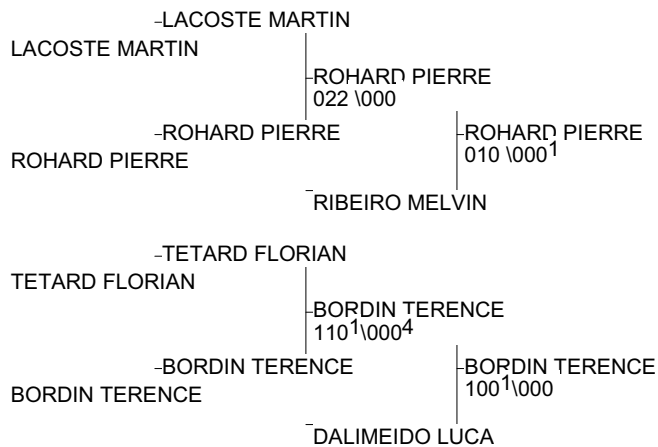 LACOSTE MARTIN
LACOSTE MARTIN
ROHARD PIERRE
022 \000
ROHARD PIERRE
ROHARD PIERRE
010 \000¹
ROHARD PIERRE
RIBEIRO MELVIN
TETARD FLORIAN
TETARD FLORIAN
BORDIN TERENCE
110¹\000⁴
BORDIN TERENCE
BORDIN TERENCE
100¹\000
BORDIN TERENCE
DALIMEIDO LUCA